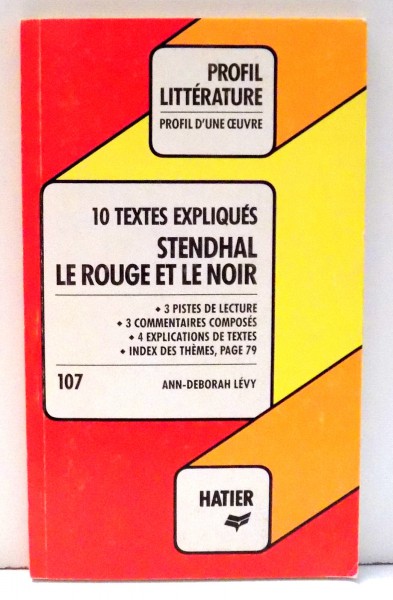 PROFIL
LITTÉRATURE
PROFIL D'UNE ŒUVRE
10 TEXTES EXPLIQUÉS
STENDHAL
LE ROUGE ET LE NOIR
◆ 3 PISTES DE LECTURE
◆ 3 COMMENTAIRES COMPOSÉS
◆ 4 EXPLICATIONS DE TEXTES
◆ INDEX DES THÈMES, PAGE 79
107 ANN-DEBORAH LÉVY
HATIER